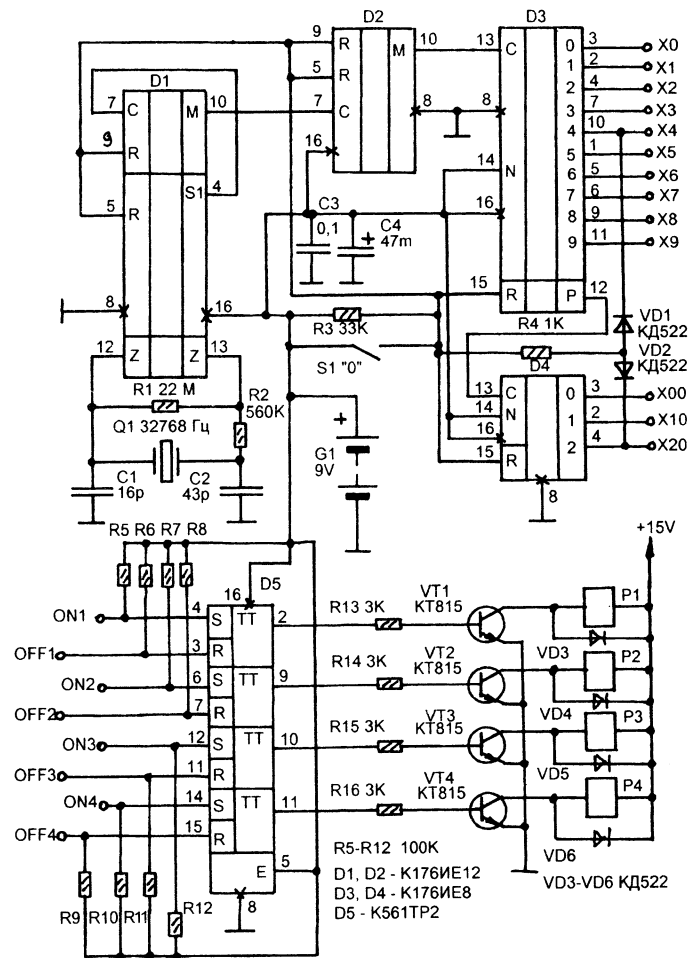 D1
7
C
M
10
9
R
S1
4
5
R
8
16
12
Z
Z
13
R1 22 M
R2
560K
Q1 32768 Гц
C1
16p
C2
43p
D2
9
R
M
10
5
R
7
C
8
16
C3
0,1
C4
47m
D3
13
C
8
14
N
16
15
R
P
12
0
3
X0
1
2
X1
2
4
X2
3
7
X3
4
10
X4
5
1
X5
6
5
X6
7
6
X7
8
9
X8
9
11
X9
R3 33K
S1 "0"
R4 1K
VD1
КД522
VD2
КД522
D4
13
C
14
N
16
15
R
0
3
X00
1
2
X10
2
4
X20
8
+
G1
9V
R5 R6 R7 R8
16
D5
ON1
4
S
TT
2
R13 3K
VT1
КТ815
OFF1
3
R
ON2
6
S
TT
9
R14 3K
VT2
КТ815
OFF2
7
R
ON3
12
S
TT
10
R15 3K
VT3
КТ815
OFF3
11
R
ON4
14
S
TT
11
R16 3K
VT4
КТ815
OFF4
15
R
E
5
8
R9
R10
R11
R12
+15V
P1
VD3
P2
VD4
P3
VD5
P4
VD6
R5-R12 100K
D1, D2 - К176ИЕ12
D3, D4 - К176ИЕ8
D5 - К561ТР2
VD3-VD6 КД522